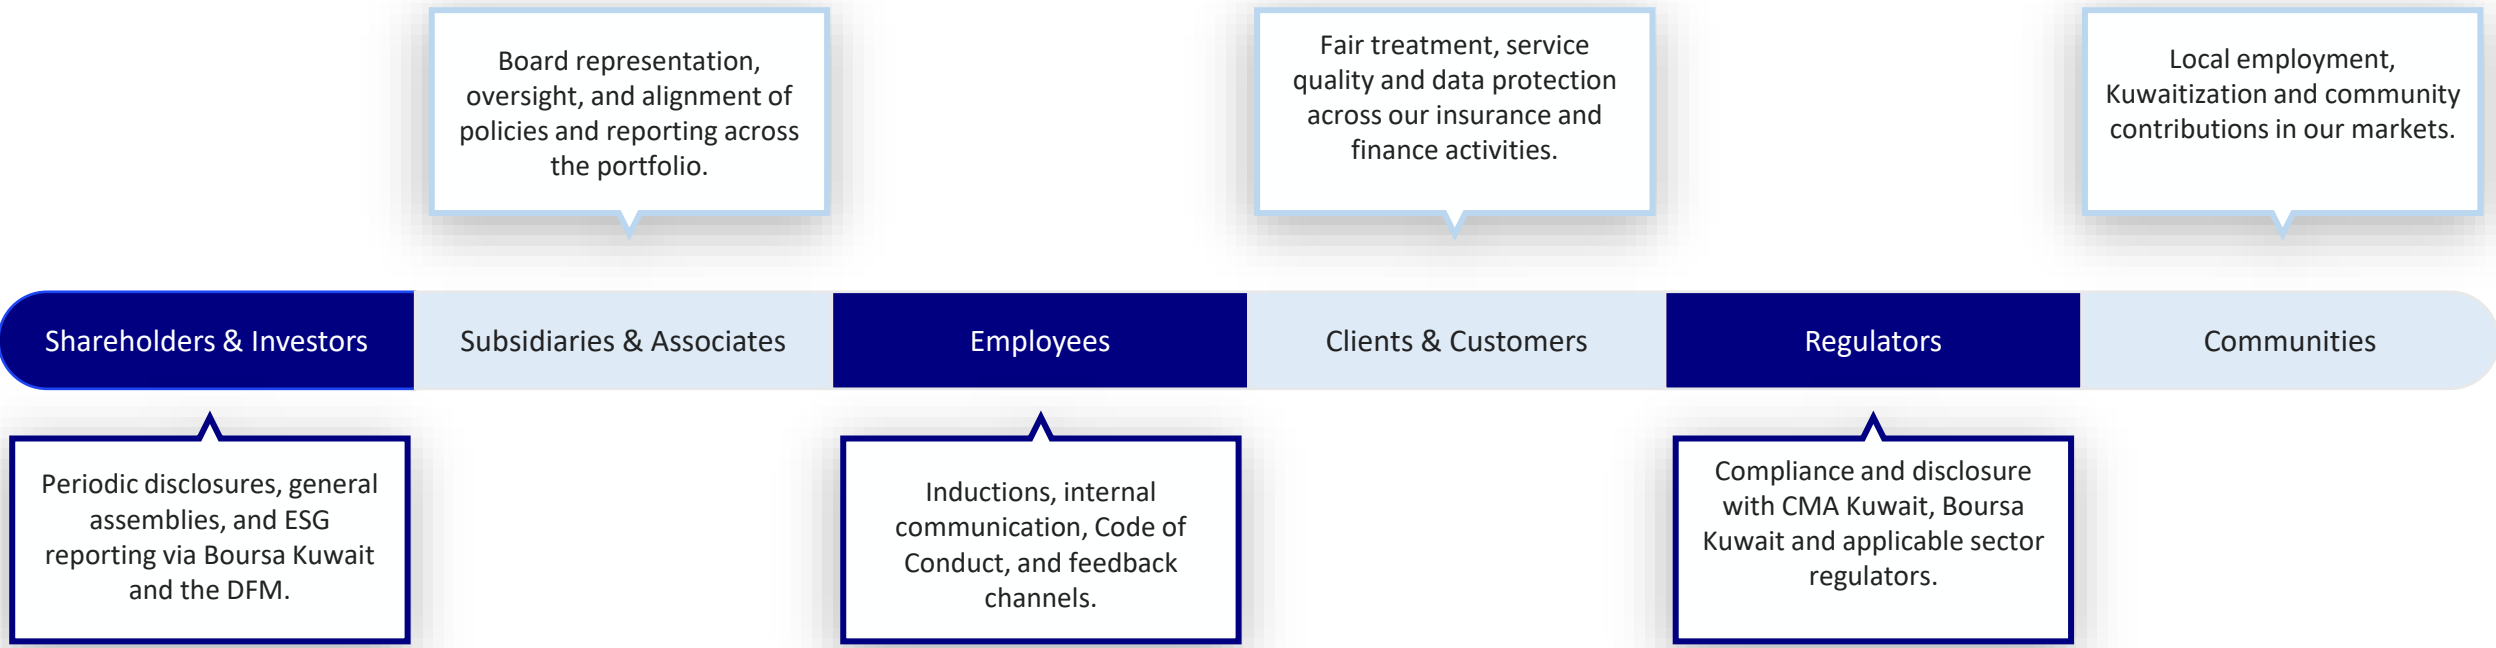 Board representation,
oversight, and alignment of
policies and reporting across
the portfolio.
Fair treatment, service
quality and data protection
across our insurance and
finance activities.
Local employment,
Kuwaitization and community
contributions in our markets.
Shareholders & Investors
Subsidiaries & Associates
Employees
Clients & Customers
Regulators
Communities
Periodic disclosures, general
assemblies, and ESG
reporting via Boursa Kuwait
and the DFM.
Inductions, internal
communication, Code of
Conduct, and feedback
channels.
Compliance and disclosure
with CMA Kuwait, Boursa
Kuwait and applicable sector
regulators.